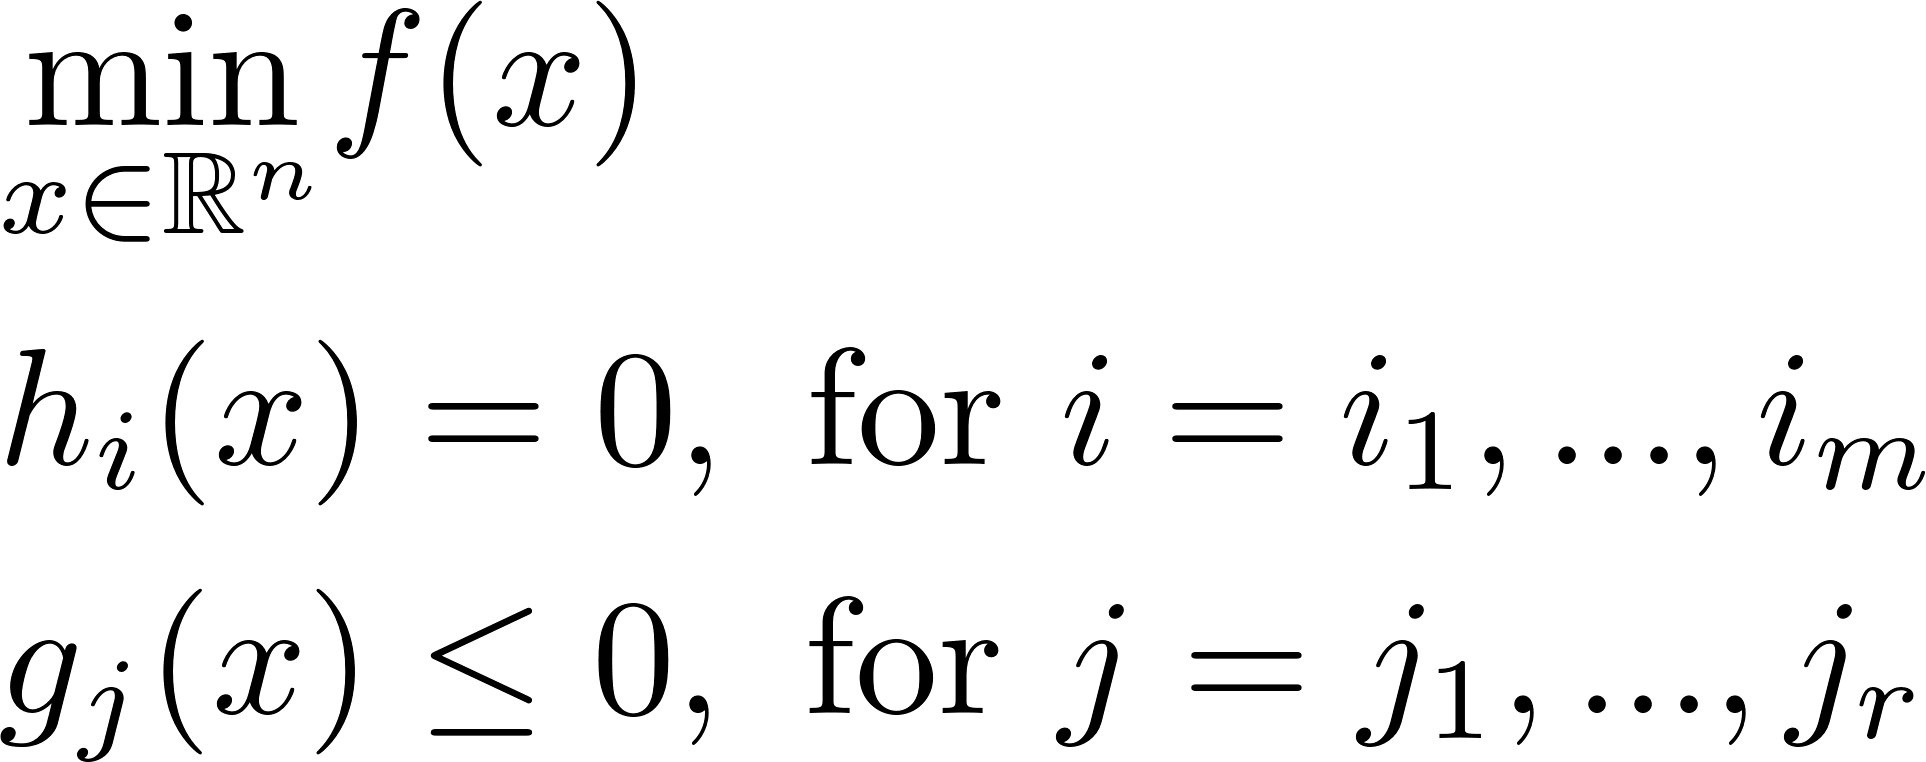 min f(x)
x∈ℝⁿ
hᵢ(x) = 0, for i = i₁, ..., iₘ
gⱼ(x) ≤ 0, for j = j₁, ..., jᵣ